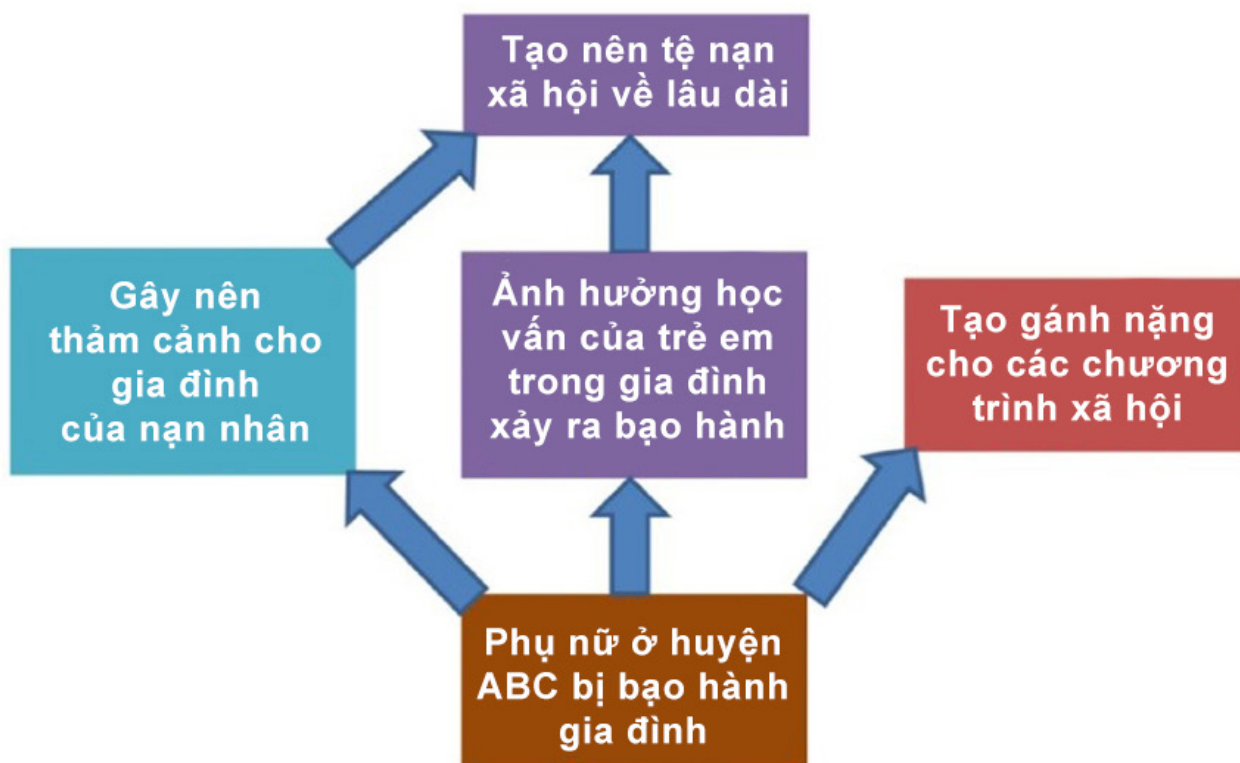 Tạo nên tệ nạn
xã hội về lâu dài
Gây nên
thảm cảnh cho
gia đình
của nạn nhân
Ảnh hưởng học
vấn của trẻ em
trong gia đình
xảy ra bạo hành
Tạo gánh nặng
cho các chương
trình xã hội
Phụ nữ ở huyện
ABC bị bạo hành
gia đình